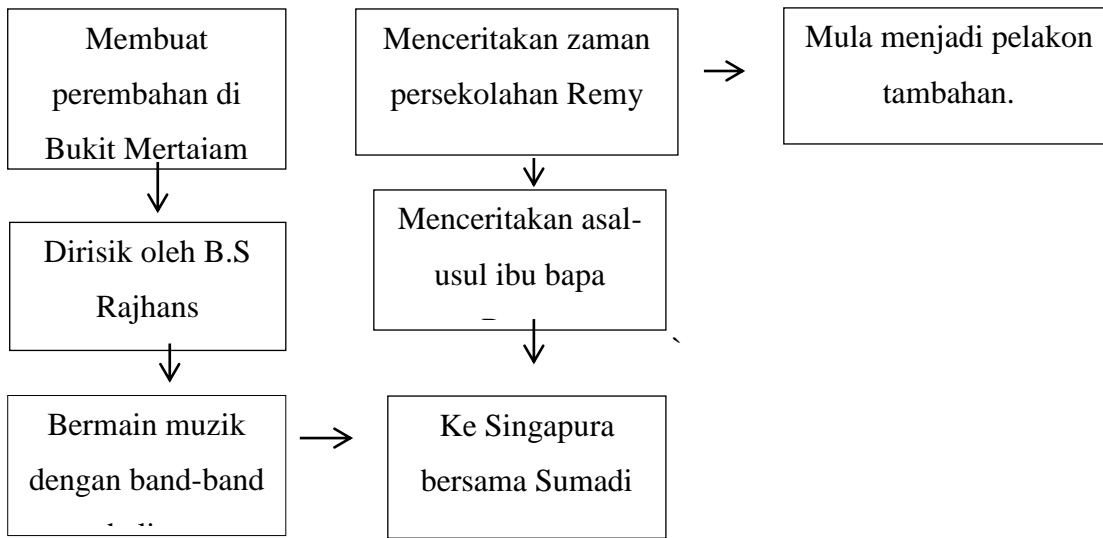 Membuat
perembahan di
Bukit Mertajam
Dirisik oleh B.S
Rajhans
Bermain muzik
dengan band-band
Menceritakan zaman
persekolahan Remy
Menceritakan asal-
usul ibu bapa
Ke Singapura
bersama Sumadi
Mula menjadi pelakon
tambahan.